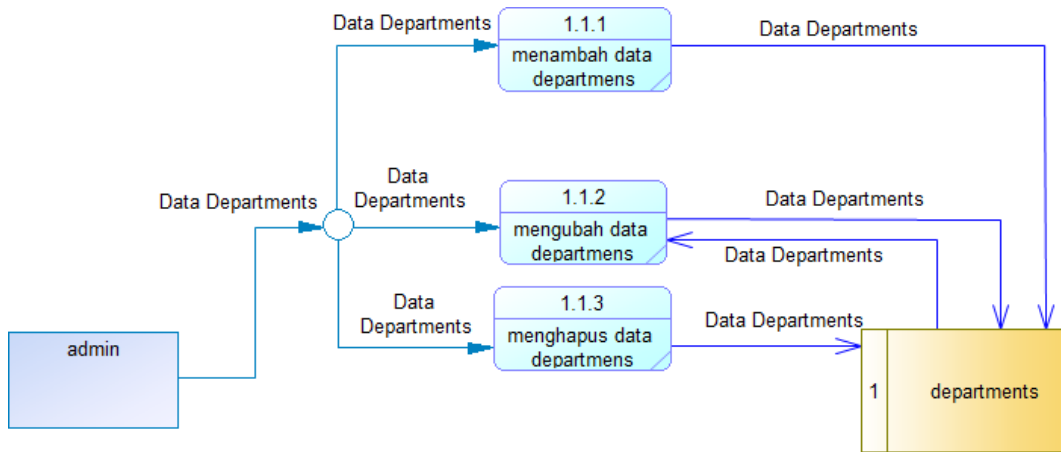 Data Departments
1.1.1
menambah data
departmens
Data Departments
Data Departments
Data
Departments
1.1.2
mengubah data
departmens
Data Departments
Data Departments
Data
Departments
1.1.3
menghapus data
departmens
Data Departments
admin
1
departments